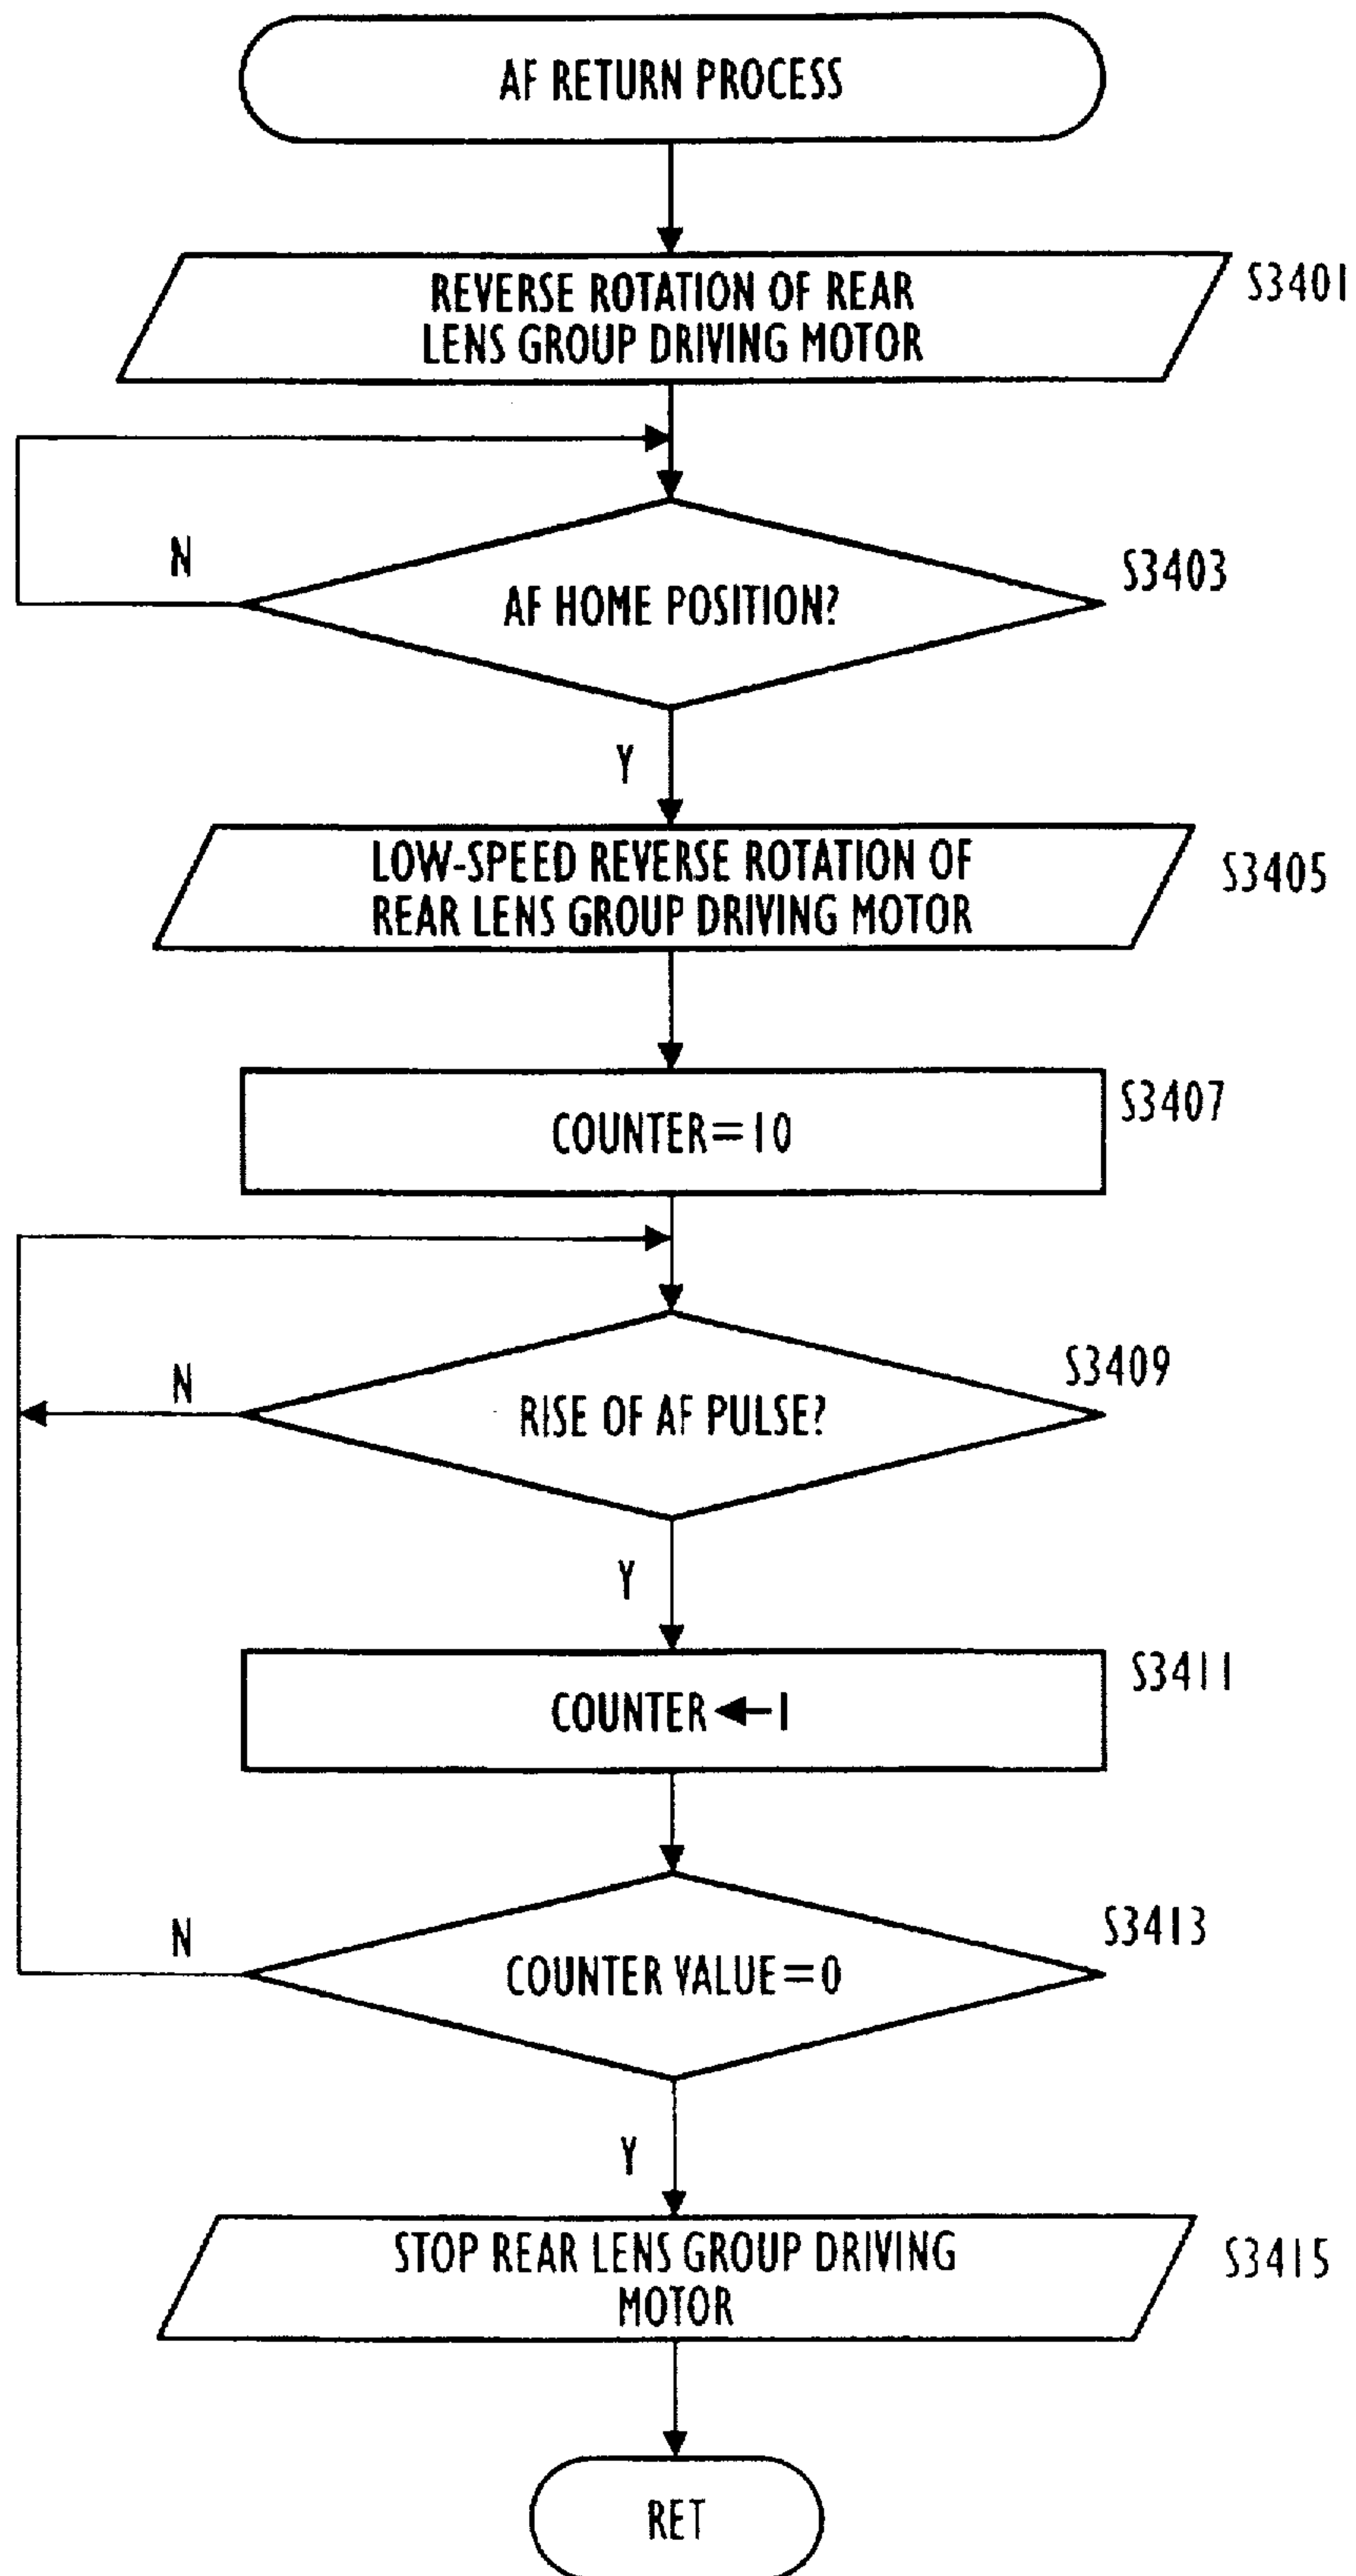 AF RETURN PROCESS
REVERSE ROTATION OF REAR
LENS GROUP DRIVING MOTOR
S3401
N
AF HOME POSITION?
S3403
Y
LOW-SPEED REVERSE ROTATION OF
REAR LENS GROUP DRIVING MOTOR
S3405
COUNTER=10
S3407
N
RISE OF AF PULSE?
S3409
Y
COUNTER←1
S3411
N
COUNTER VALUE=0
S3413
Y
STOP REAR LENS GROUP DRIVING
MOTOR
S3415
RET